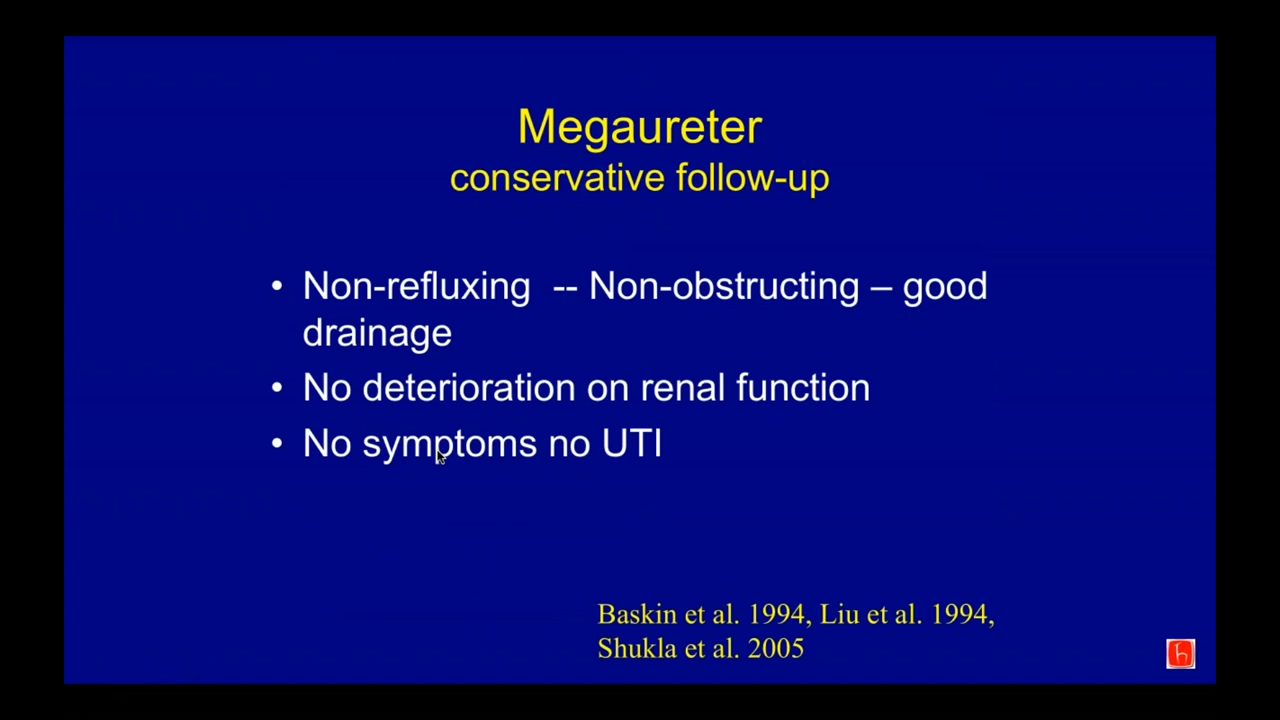 Megaureter
conservative follow-up
• Non-refluxing -- Non-obstructing – good
drainage
• No deterioration on renal function
• No symptoms no UTI
Baskin et al. 1994, Liu et al. 1994,
Shukla et al. 2005